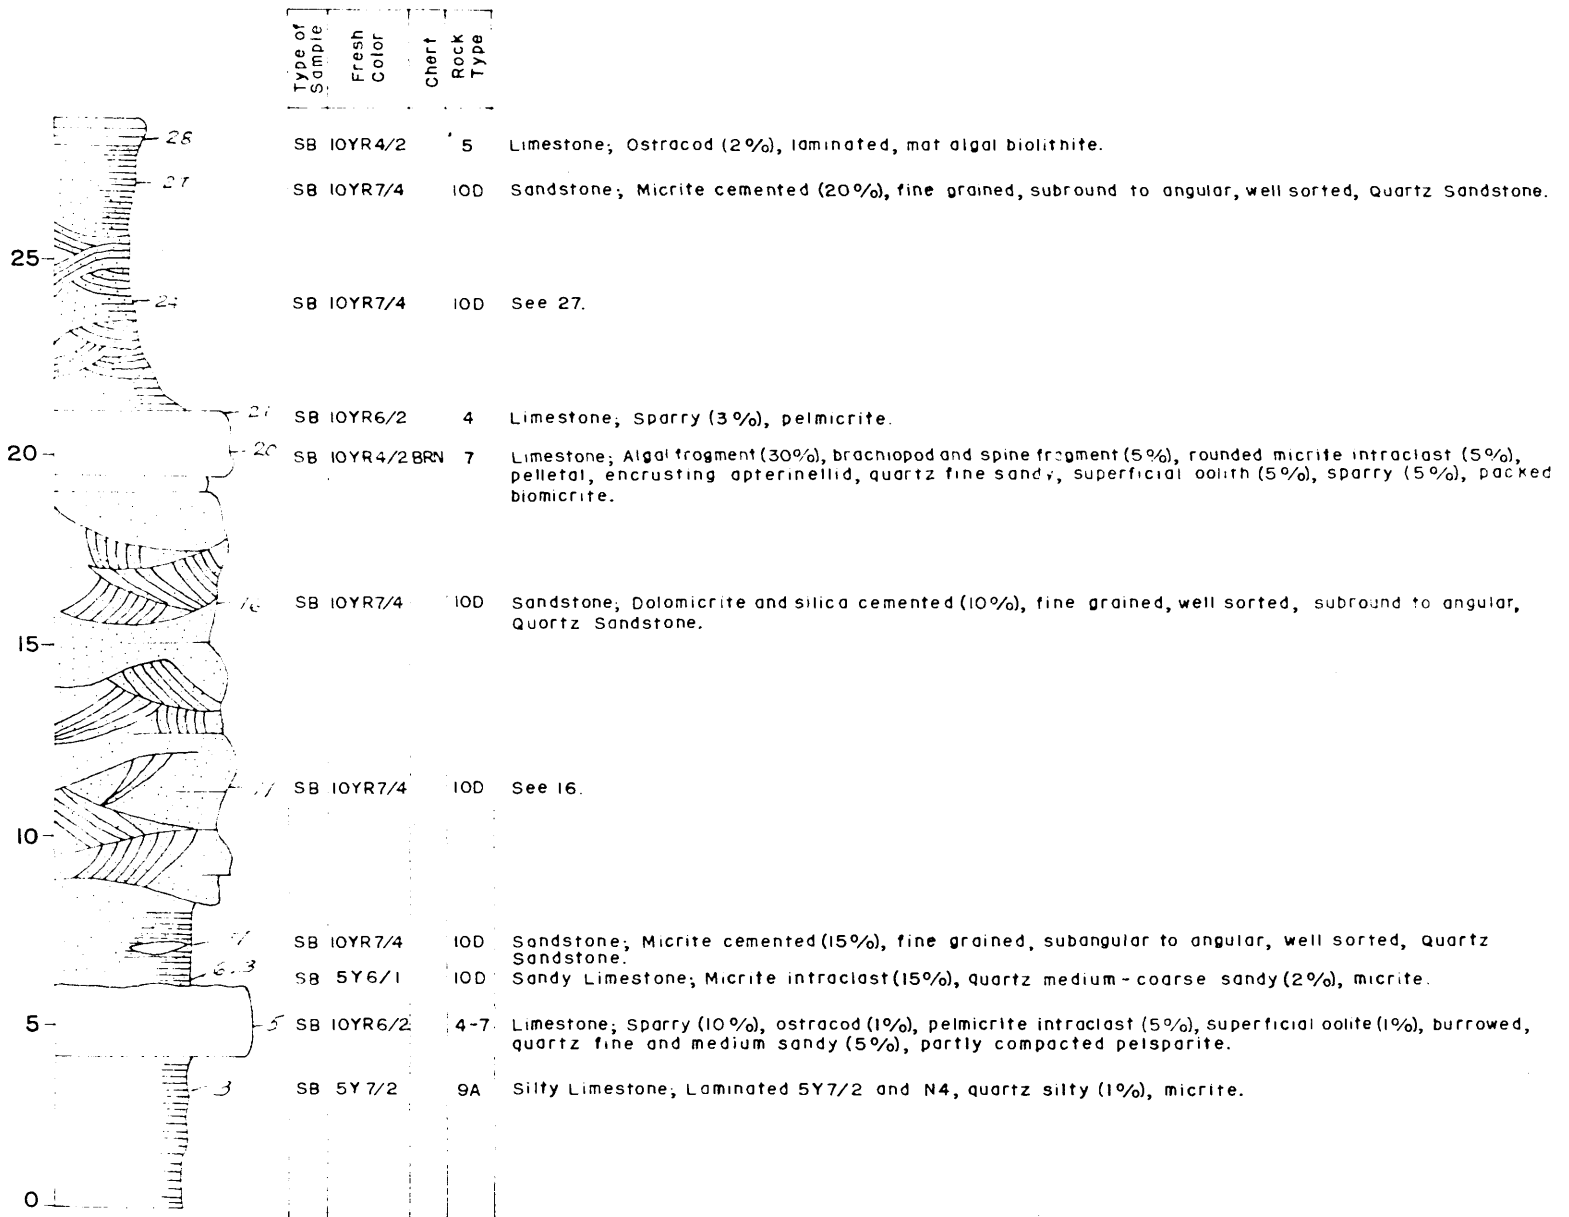 Type of Sample Fresh Color Chert Rock Type
28 SB 10YR4/2 5 Limestone; Ostracod (2%), laminated, mat algal biolithite.
27 SB 10YR7/4 10D Sandstone; Micrite cemented (20%), fine grained, subround to angular, well sorted, Quartz Sandstone.
25
24 SB 10YR7/4 10D See 27.
21 SB 10YR6/2 4 Limestone; Sparry (3%), pelmicrite.
20 20 SB 10YR4/2 BRN 7 Limestone; Algal fragment (30%), brachiopod and spine fragment (5%), rounded micrite intraclast (5%),
pelletal, encrusting apterinellid, quartz fine sandy, superficial oolith (5%), sparry (5%), packed
biomicrite.
16 SB 10YR7/4 10D Sandstone; Dolomicrite and silica cemented (10%), fine grained, well sorted, subround to angular,
Quartz Sandstone.
15
11 SB 10YR7/4 10D See 16.
10
7 SB 10YR7/4 10D Sandstone; Micrite cemented (15%), fine grained, subangular to angular, well sorted, Quartz
Sandstone.
6.3 SB 5Y6/1 10D Sandy Limestone; Micrite intraclast (15%), quartz medium-coarse sandy (2%), micrite.
5 5 SB 10YR6/2 4-7 Limestone; Sparry (10%), ostracod (1%), pelmicrite intraclast (5%), superficial oolite (1%), burrowed,
quartz fine and medium sandy (5%), partly compacted pelsparite.
3 SB 5Y7/2 9A Silty Limestone; Laminated 5Y7/2 and N4, quartz silty (1%), micrite.
0